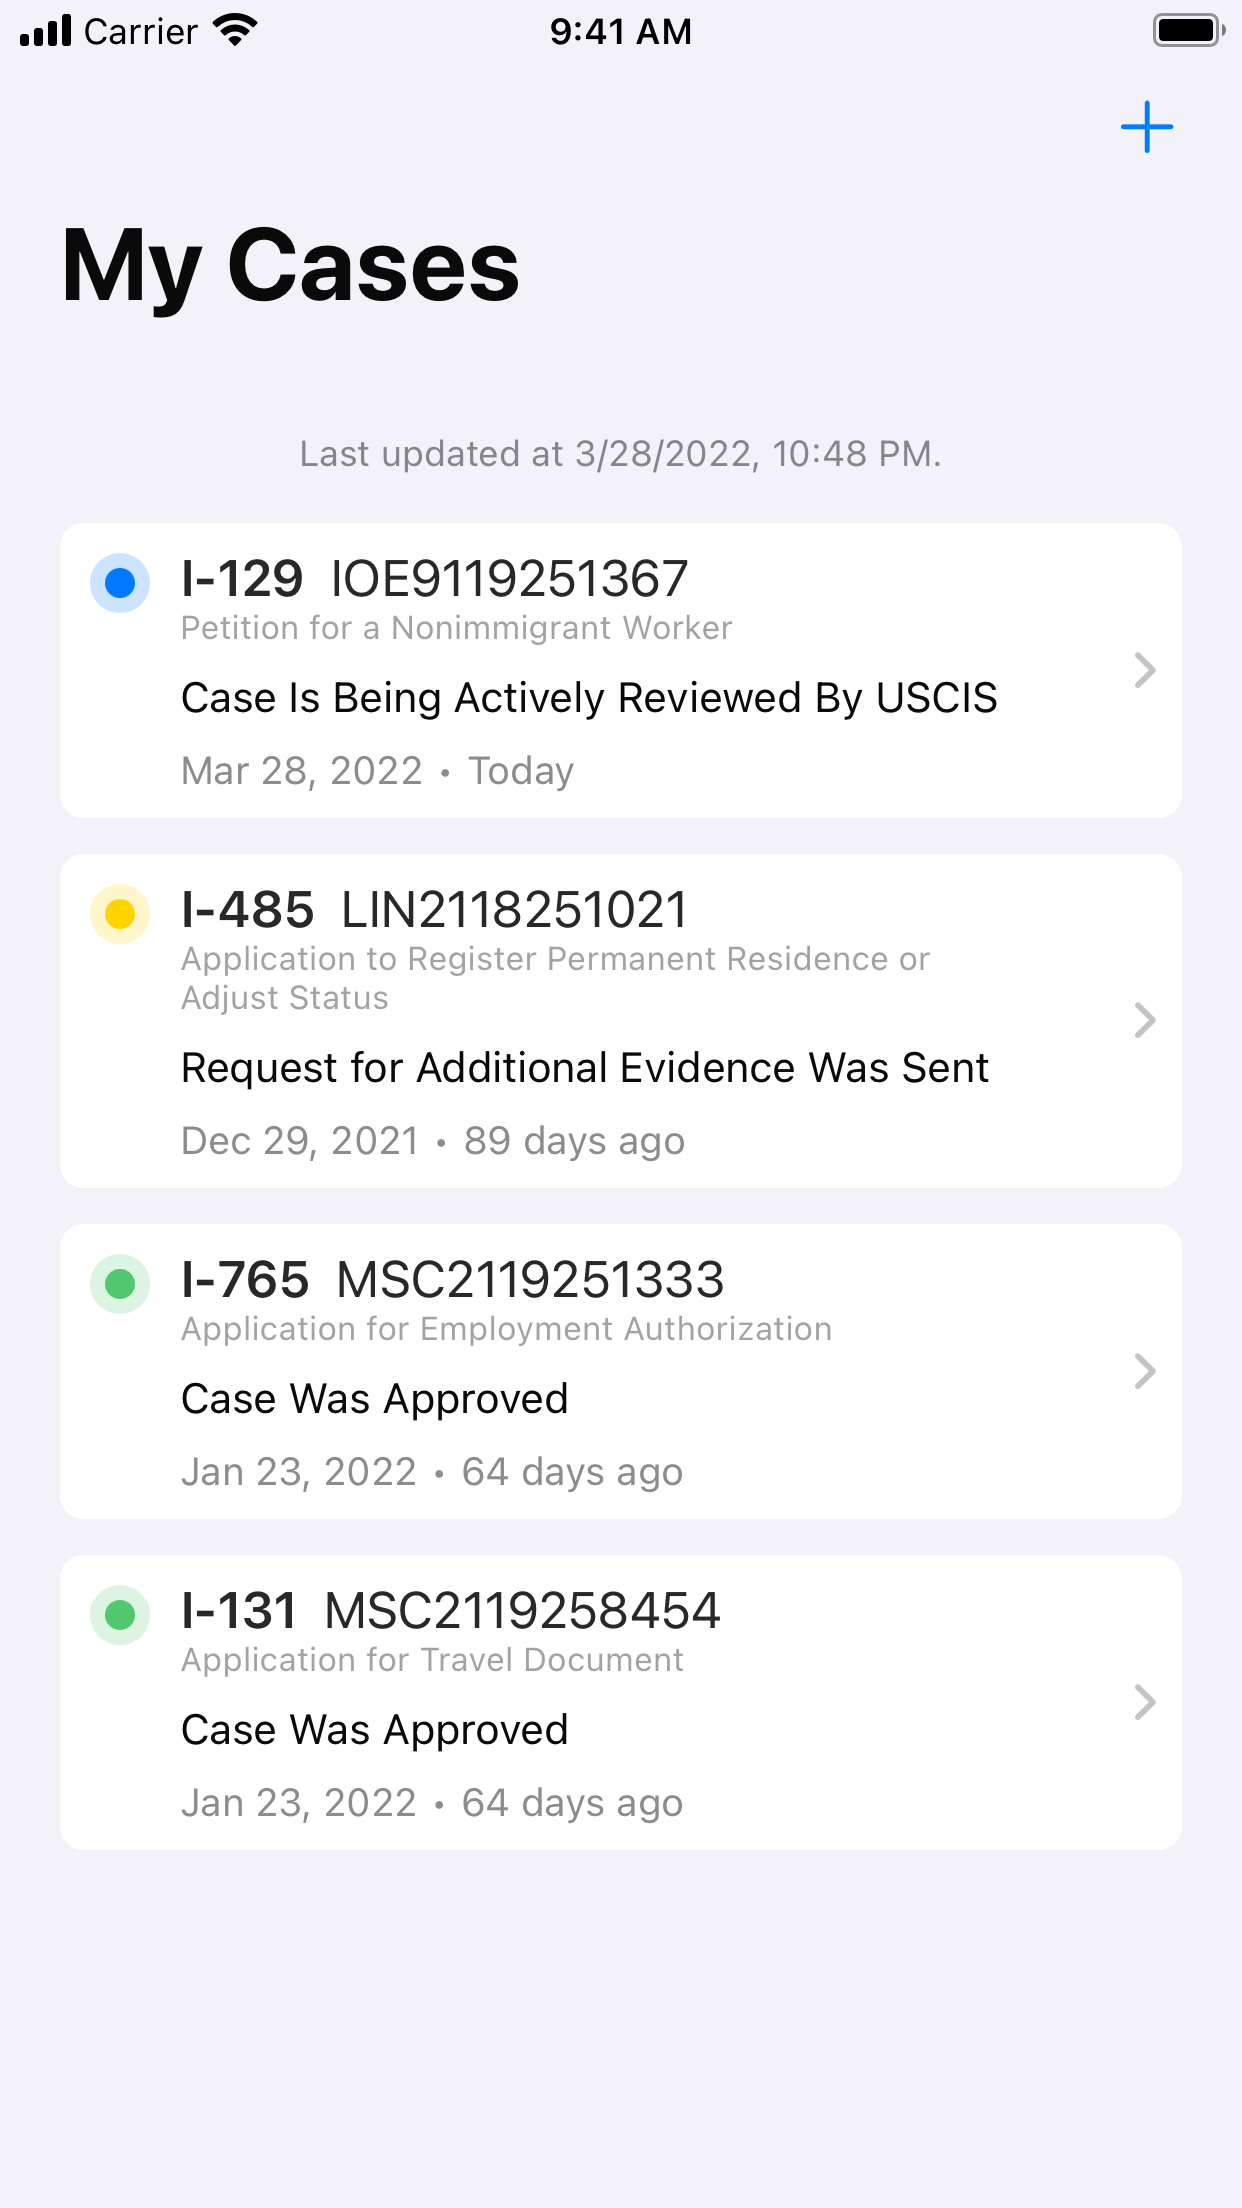 Carrier
9:41 AM
My Cases
Last updated at 3/28/2022, 10:48 PM.
I-129 IOE9119251367
Petition for a Nonimmigrant Worker
Case Is Being Actively Reviewed By USCIS
Mar 28, 2022 • Today
I-485 LIN2118251021
Application to Register Permanent Residence or
Adjust Status
Request for Additional Evidence Was Sent
Dec 29, 2021 • 89 days ago
I-765 MSC2119251333
Application for Employment Authorization
Case Was Approved
Jan 23, 2022 • 64 days ago
I-131 MSC2119258454
Application for Travel Document
Case Was Approved
Jan 23, 2022 • 64 days ago